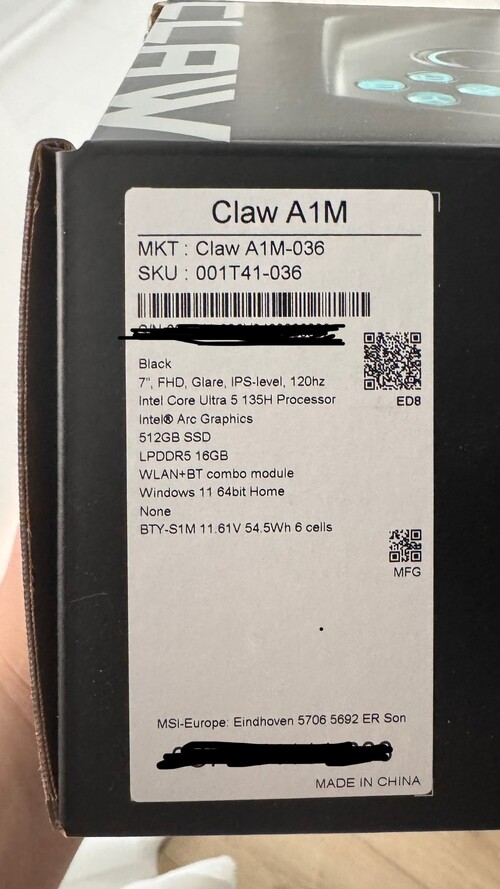 CLAW
Claw A1M
MKT : Claw A1M-036
SKU : 001T41-036
Black
7", FHD, Glare, IPS-level, 120hz
Intel Core Ultra 5 135H Processor
ED8
Intel® Arc Graphics
512GB SSD
LPDDR5 16GB
WLAN+BT combo module
Windows 11 64bit Home
None
BTY-S1M 11.61V 54.5Wh 6 cells
MFG
MSI-Europe: Eindhoven 5706 5692 ER Son
MADE IN CHINA